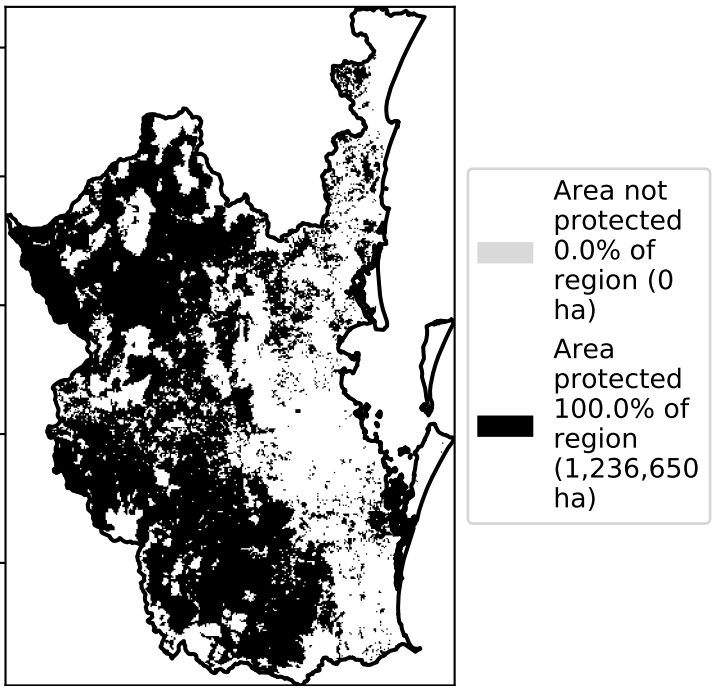 Area not
protected
0.0% of
region (0
ha)
Area
protected
100.0% of
region
(1,236,650
ha)